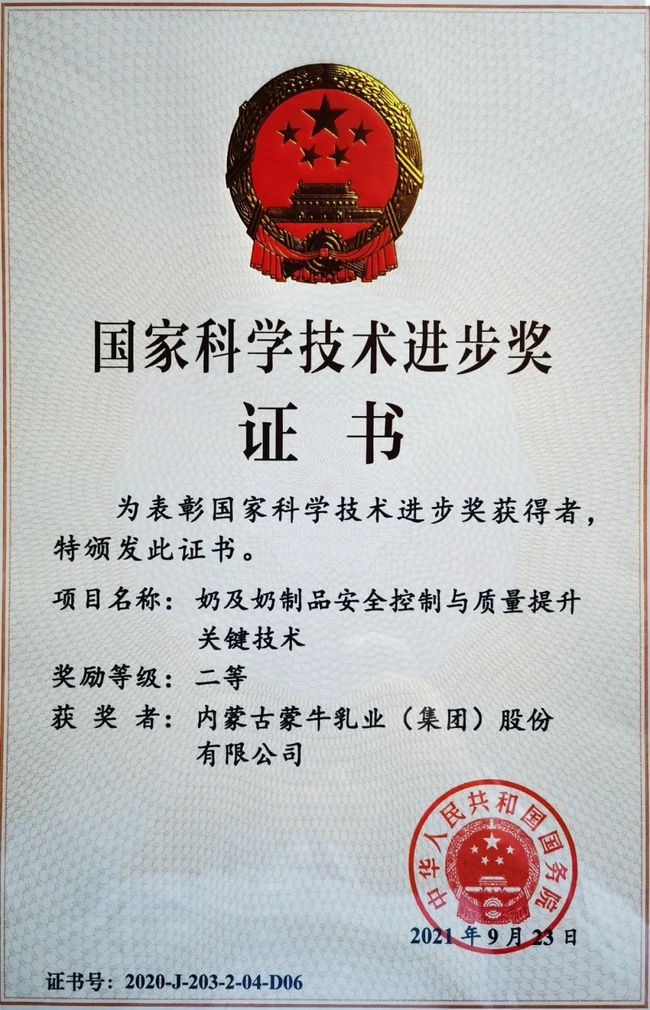 国家科学技术进步奖
证书
为表彰国家科学技术进步奖获得者，
特颁发此证书。
项目名称：奶及奶制品安全控制与质量提升
关键技术
奖励等级：二等
获奖者：内蒙古蒙牛乳业（集团）股份
有限公司
中华人民共和国国务院
2021年9月23日
证书号：2020-J-203-2-04-D06